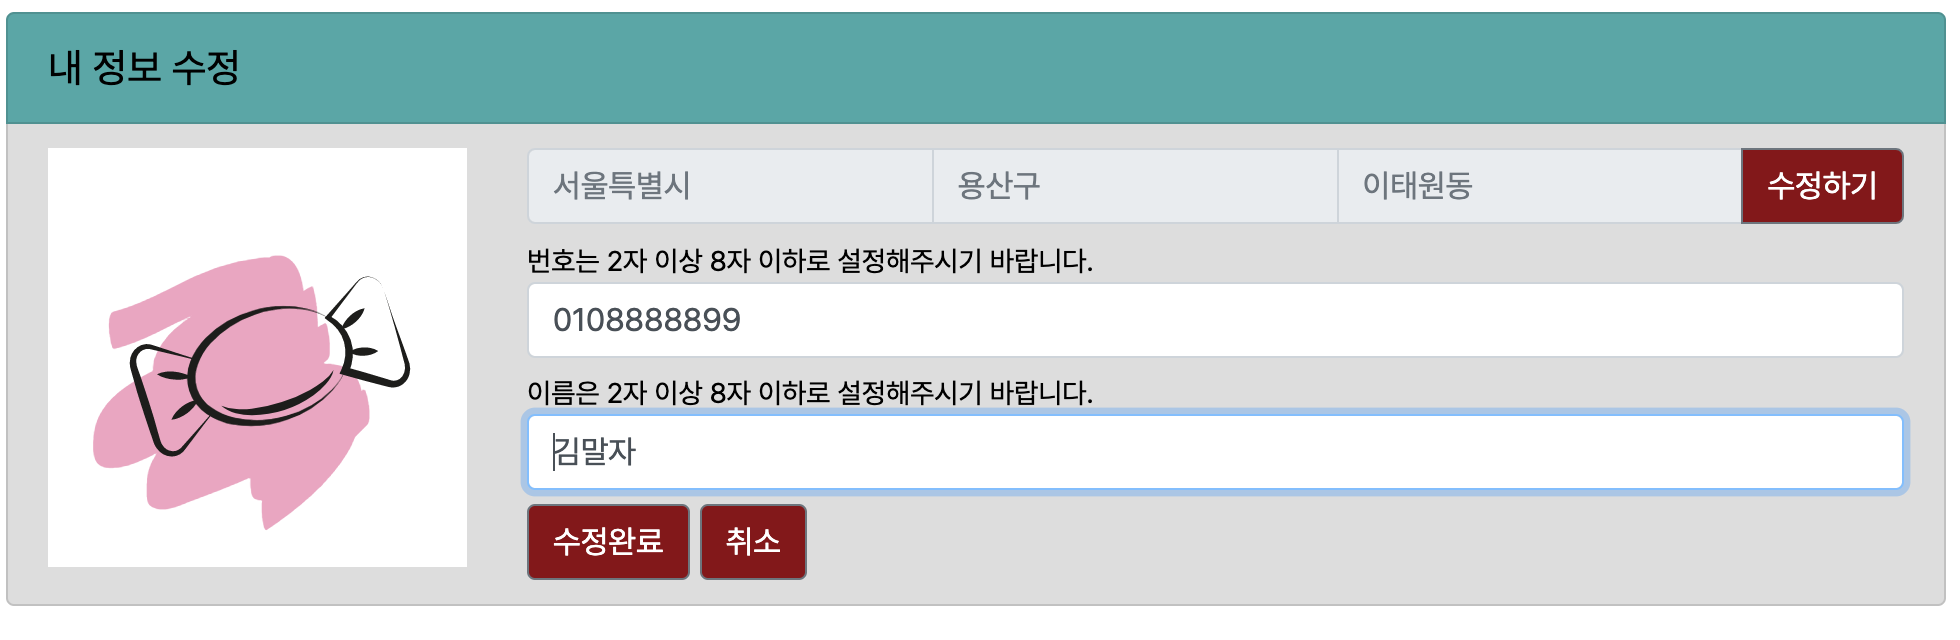 내 정보 수정
서울특별시 용산구 이태원동 수정하기
번호는 2자 이상 8자 이하로 설정해주시기 바랍니다.
0108888899
이름은 2자 이상 8자 이하로 설정해주시기 바랍니다.
김말자
수정완료 취소